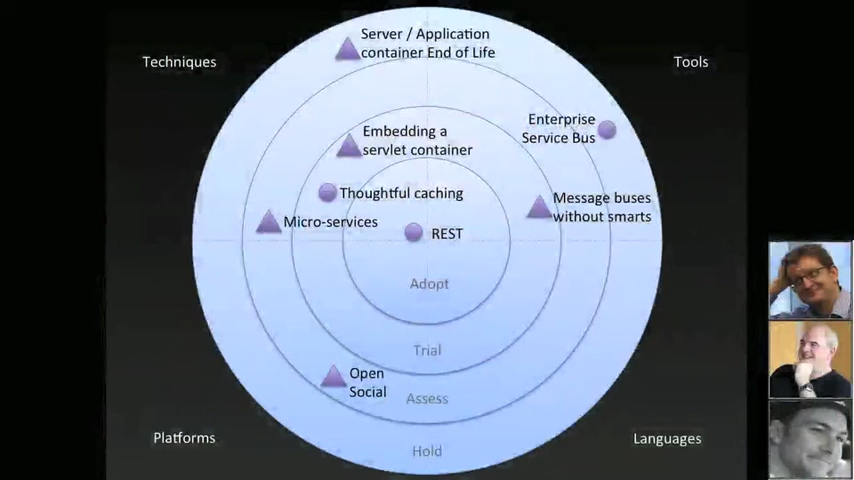 Server / Application
container End of Life
Techniques
Tools
Enterprise
Service Bus
Embedding a
servlet container
Thoughtful caching
Message buses
without smarts
Micro-services
REST
Adopt
Trial
Open
Social
Assess
Platforms
Languages
Hold